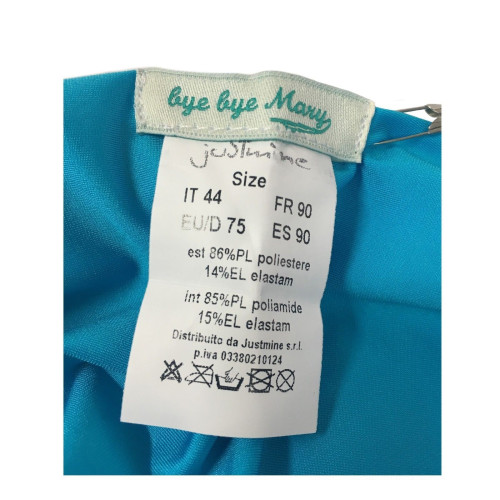 bye bye Mary
justmine
Size
IT 44 FR 90
EU/D 75 ES 90
est 86%PL poliestere
14%EL elastam
int 85%PL poliamide
15%EL elastam
Distribuito da Justmine s.r.l.
p.iva 03380210124